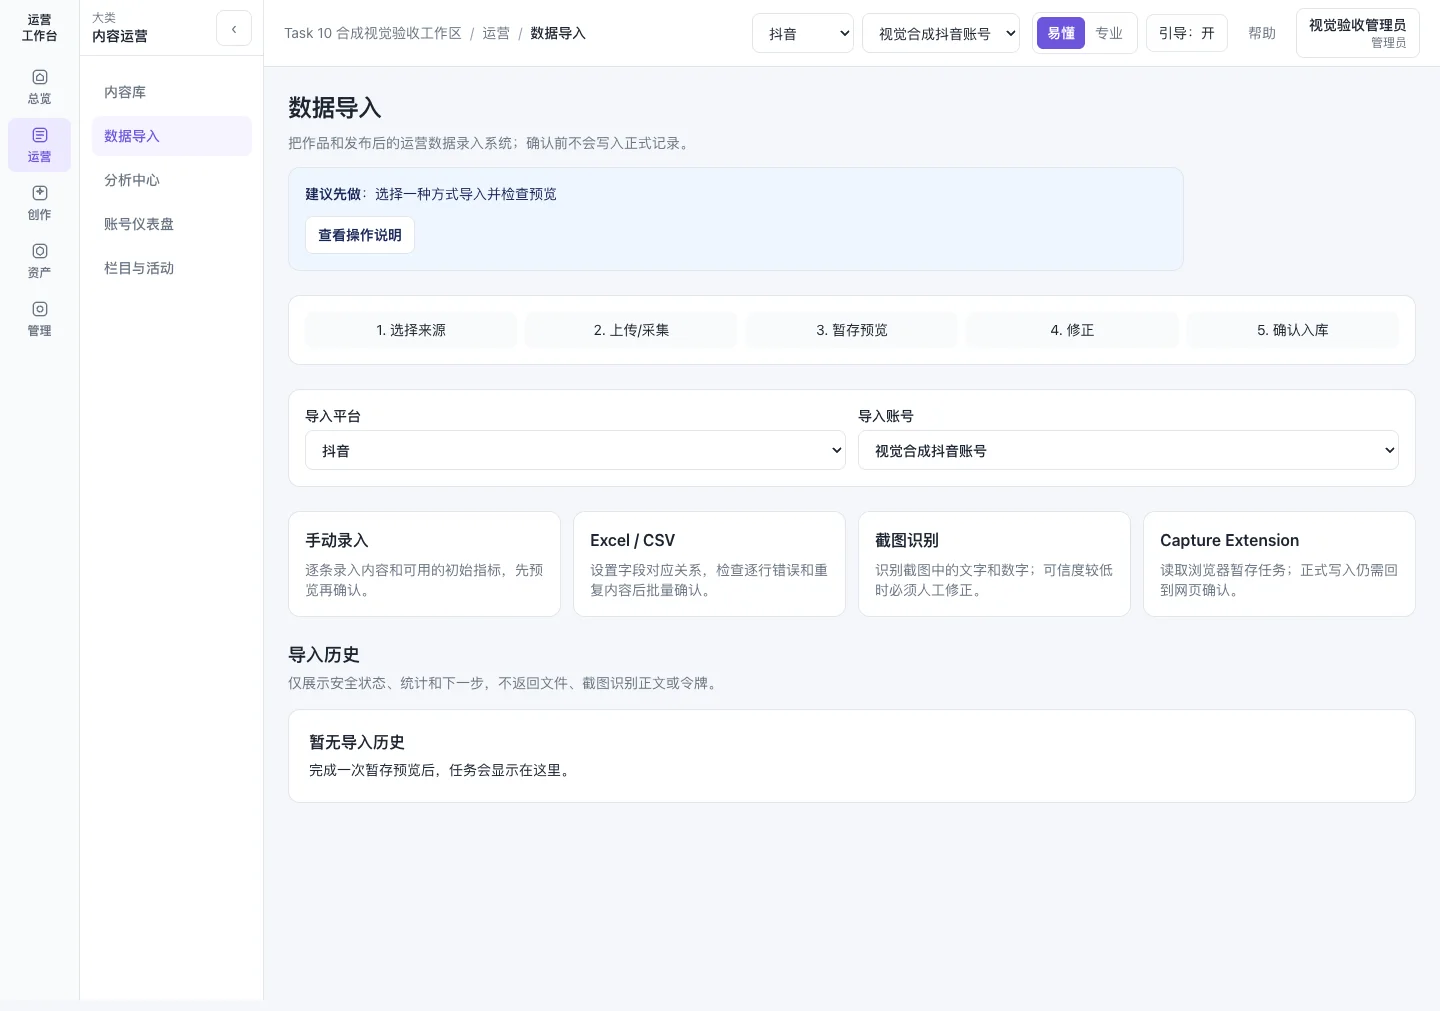 运营
工作台
总览
运营
创作
资产
管理
大类
内容运营
‹
内容库
数据导入
分析中心
账号仪表盘
栏目与活动
Task 10 合成视觉验收工作区 / 运营 / 数据导入
抖音
视觉合成抖音账号
易懂 专业
引导：开
帮助
视觉验收管理员
管理员
数据导入
把作品和发布后的运营数据录入系统；确认前不会写入正式记录。
建议先做：选择一种方式导入并检查预览
查看操作说明
1. 选择来源
2. 上传/采集
3. 暂存预览
4. 修正
5. 确认入库
导入平台
抖音
导入账号
视觉合成抖音账号
手动录入
逐条录入内容和可用的初始指标，先预
览再确认。
Excel / CSV
设置字段对应关系，检查逐行错误和重
复内容后批量确认。
截图识别
识别截图中的文字和数字；可信度较低
时必须人工修正。
Capture Extension
读取浏览器暂存任务；正式写入仍需回
到网页确认。
导入历史
仅展示安全状态、统计和下一步，不返回文件、截图识别正文或令牌。
暂无导入历史
完成一次暂存预览后，任务会显示在这里。